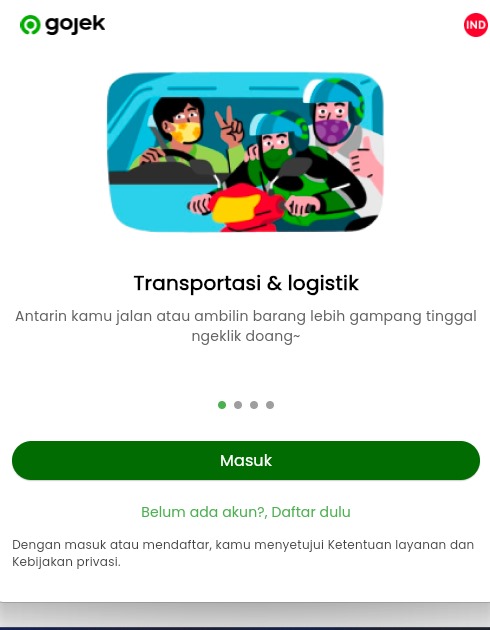 gojek
IND
Transportasi & logistik
Antarin kamu jalan atau ambilin barang lebih gampang tinggal
ngeklik doang~
Masuk
Belum ada akun?, Daftar dulu
Dengan masuk atau mendaftar, kamu menyetujui Ketentuan layanan dan
Kebijakan privasi.